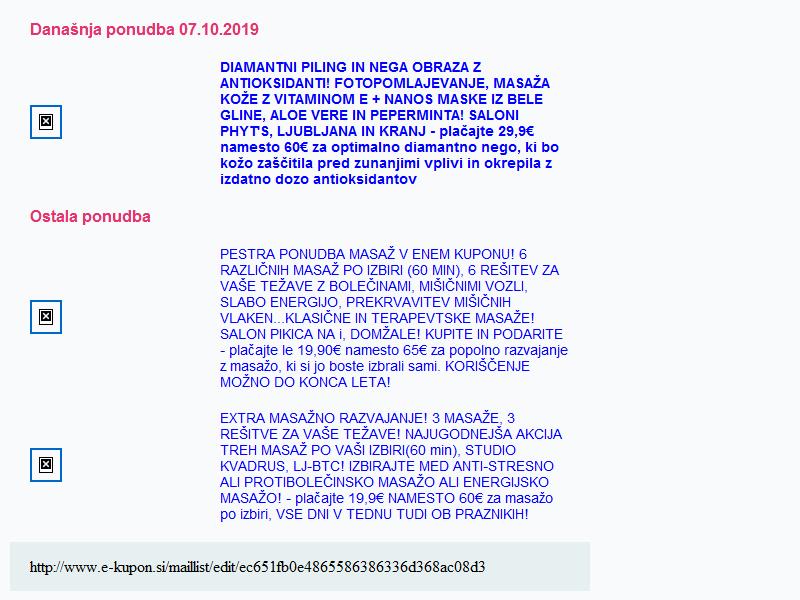 Današnja ponudba 07.10.2019
DIAMANTNI PILING IN NEGA OBRAZA Z
ANTIOKSIDANTI! FOTOPOMLAJEVANJE, MASAŽA
KOŽE Z VITAMINOM E + NANOS MASKE IZ BELE
GLINE, ALOE VERE IN PEPERMINTA! SALONI
PHYT'S, LJUBLJANA IN KRANJ - plačajte 29,9€
namesto 60€ za optimalno diamantno nego, ki bo
kožo zaščitila pred zunanjimi vplivi in okrepila z
izdatno dozo antioksidantov
Ostala ponudba
PESTRA PONUDBA MASAŽ V ENEM KUPONU! 6
RAZLIČNIH MASAŽ PO IZBIRI (60 MIN), 6 REŠITEV ZA
VAŠE TEŽAVE Z BOLEČINAMI, MIŠIČNIMI VOZLI,
SLABO ENERGIJO, PREKRVAVITEV MIŠIČNIH
VLAKEN...KLASIČNE IN TERAPEVTSKE MASAŽE!
SALON PIKICA NA i, DOMŽALE! KUPITE IN PODARITE
- plačajte le 19,90€ namesto 65€ za popolno razvajanje
z masažo, ki si jo boste izbrali sami. KORIŠČENJE
MOŽNO DO KONCA LETA!
EXTRA MASAŽNO RAZVAJANJE! 3 MASAŽE, 3
REŠITVE ZA VAŠE TEŽAVE! NAJUGODNEJŠA AKCIJA
TREH MASAŽ PO VAŠI IZBIRI(60 min), STUDIO
KVADRUS, LJ-BTC! IZBIRAJTE MED ANTI-STRESNO
ALI PROTIBOLEČINSKO MASAŽO ALI ENERGIJSKO
MASAŽO! - plačajte 19,9€ NAMESTO 60€ za masažo
po izbiri, VSE DNI V TEDNU TUDI OB PRAZNIKIH!
http://www.e-kupon.si/maillist/edit/ec651fb0e4865586386336d368ac08d3